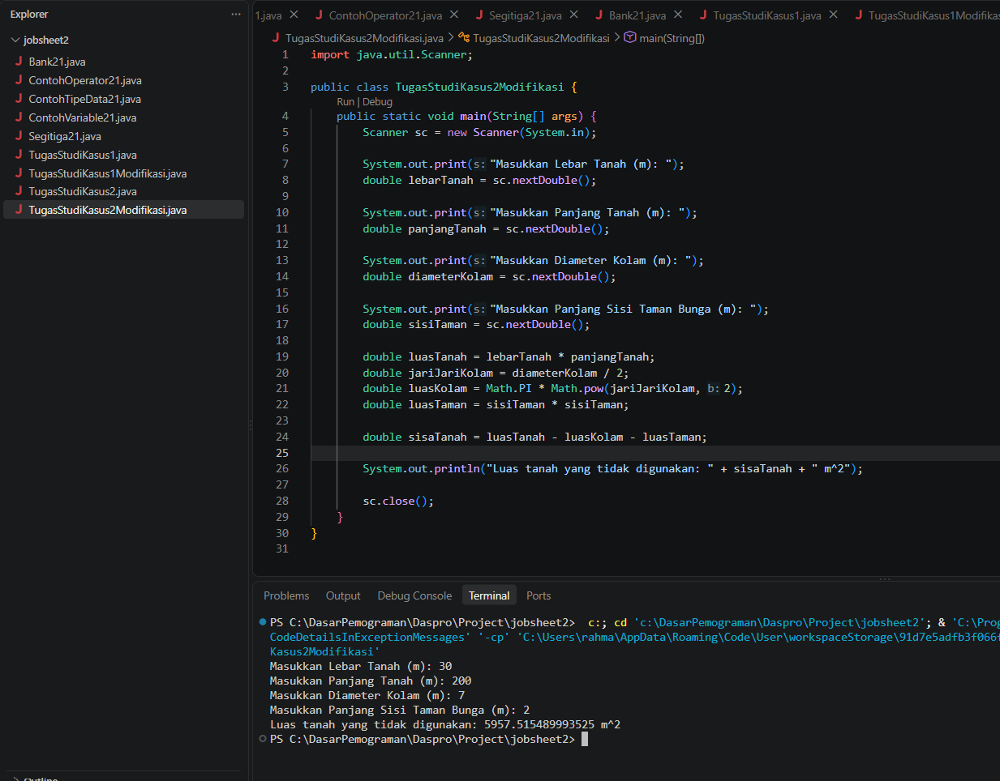 Explorer
jobsheet2
Bank21.java
ContohOperator21.java
ContohTipeData21.java
ContohVariable21.java
Segitiga21.java
TugasStudiKasus1.java
TugasStudiKasus1Modifikasi.java
TugasStudiKasus2.java
TugasStudiKasus2Modifikasi.java
1.java ContohOperator21.java Segitiga21.java Bank21.java TugasStudiKasus1.java TugasStudiKasus1Modifikas
TugasStudiKasus2Modifikasi.java > TugasStudiKasus2Modifikasi > main(String[])
1 import java.util.Scanner;
2
3 public class TugasStudiKasus2Modifikasi {
Run | Debug
4 public static void main(String[] args) {
5 Scanner sc = new Scanner(System.in);
6
7 System.out.print(s: "Masukkan Lebar Tanah (m): ");
8 double lebarTanah = sc.nextDouble();
9
10 System.out.print(s: "Masukkan Panjang Tanah (m): ");
11 double panjangTanah = sc.nextDouble();
12
13 System.out.print(s: "Masukkan Diameter Kolam (m): ");
14 double diameterKolam = sc.nextDouble();
15
16 System.out.print(s: "Masukkan Panjang Sisi Taman Bunga (m): ");
17 double sisiTaman = sc.nextDouble();
18
19 double luasTanah = lebarTanah * panjangTanah;
20 double jariJariKolam = diameterKolam / 2;
21 double luasKolam = Math.PI * Math.pow(jariJariKolam, b: 2);
22 double luasTaman = sisiTaman * sisiTaman;
23
24 double sisaTanah = luasTanah - luasKolam - luasTaman;
25
26 System.out.println("Luas tanah yang tidak digunakan: " + sisaTanah + " m^2");
27
28 sc.close();
29 }
30 }
31
Problems Output Debug Console Terminal Ports
PS C:\DasarPemograman\Daspro\Project\jobsheet2> c:; cd 'c:\DasarPemograman\Daspro\Project\jobsheet2'; & 'C:\Prog
CodeDetailsInExceptionMessages' '-cp' 'C:\Users\rahma\AppData\Roaming\Code\User\workspaceStorage\91d7e5adfb3f066f
Kasus2Modifikasi'
Masukkan Lebar Tanah (m): 30
Masukkan Panjang Tanah (m): 200
Masukkan Diameter Kolam (m): 7
Masukkan Panjang Sisi Taman Bunga (m): 2
Luas tanah yang tidak digunakan: 5957.515489993525 m^2
PS C:\DasarPemograman\Daspro\Project\jobsheet2>
Outline